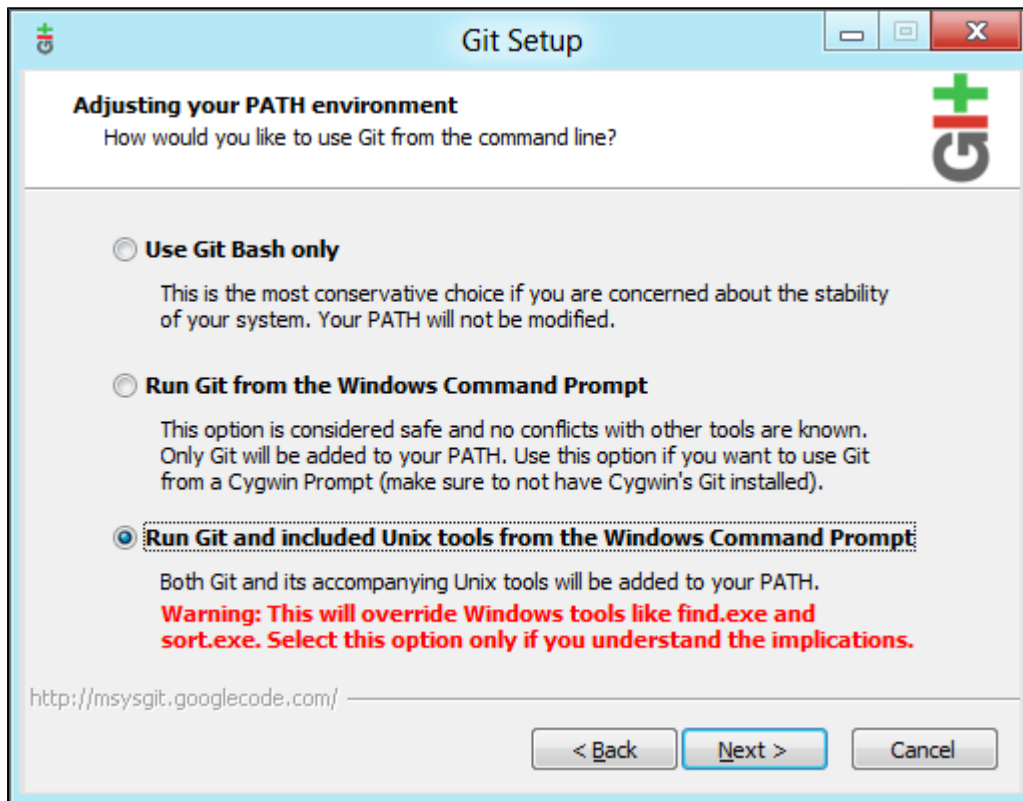 Git Setup
Adjusting your PATH environment
How would you like to use Git from the command line?
Use Git Bash only
This is the most conservative choice if you are concerned about the stability
of your system. Your PATH will not be modified.
Run Git from the Windows Command Prompt
This option is considered safe and no conflicts with other tools are known.
Only Git will be added to your PATH. Use this option if you want to use Git
from a Cygwin Prompt (make sure to not have Cygwin's Git installed).
Run Git and included Unix tools from the Windows Command Prompt
Both Git and its accompanying Unix tools will be added to your PATH.
Warning: This will override Windows tools like find.exe and
sort.exe. Select this option only if you understand the implications.
http://msysgit.googlecode.com/
< Back Next > Cancel